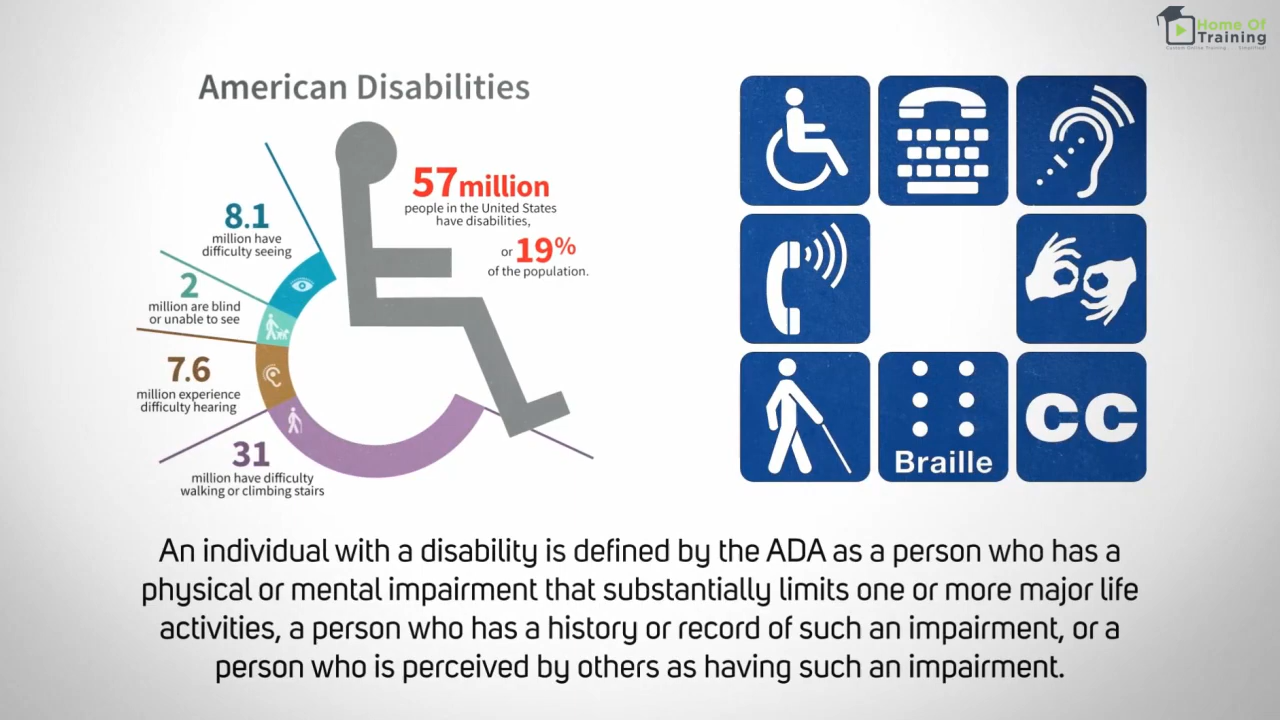 Home Of
Training
American Disabilities
57 million
people in the United States
have disabilities,
or 19%
of the population.
8.1
million have
difficulty seeing
2
million are blind
or unable to see
7.6
million experience
difficulty hearing
31
million have difficulty
walking or climbing stairs
Braille
CC
An individual with a disability is defined by the ADA as a person who has a
physical or mental impairment that substantially limits one or more major life
activities, a person who has a history or record of such an impairment, or a
person who is perceived by others as having such an impairment.